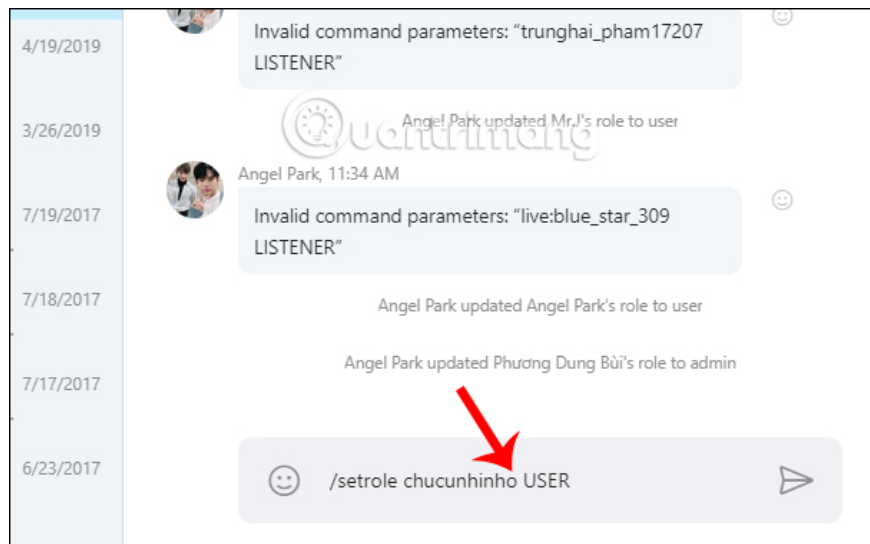 4/19/2019
3/26/2019
7/19/2017
7/18/2017
7/17/2017
6/23/2017
Invalid command parameters: “trunghai_pham17207
LISTENER”
Angel Park updated MrJ's role to user
Quantrimang
Angel Park, 11:34 AM
Invalid command parameters: “live:blue_star_309
LISTENER”
Angel Park updated Angel Park's role to user
Angel Park updated Phương Dung Bùi's role to admin
/setrole chucunhinho USER